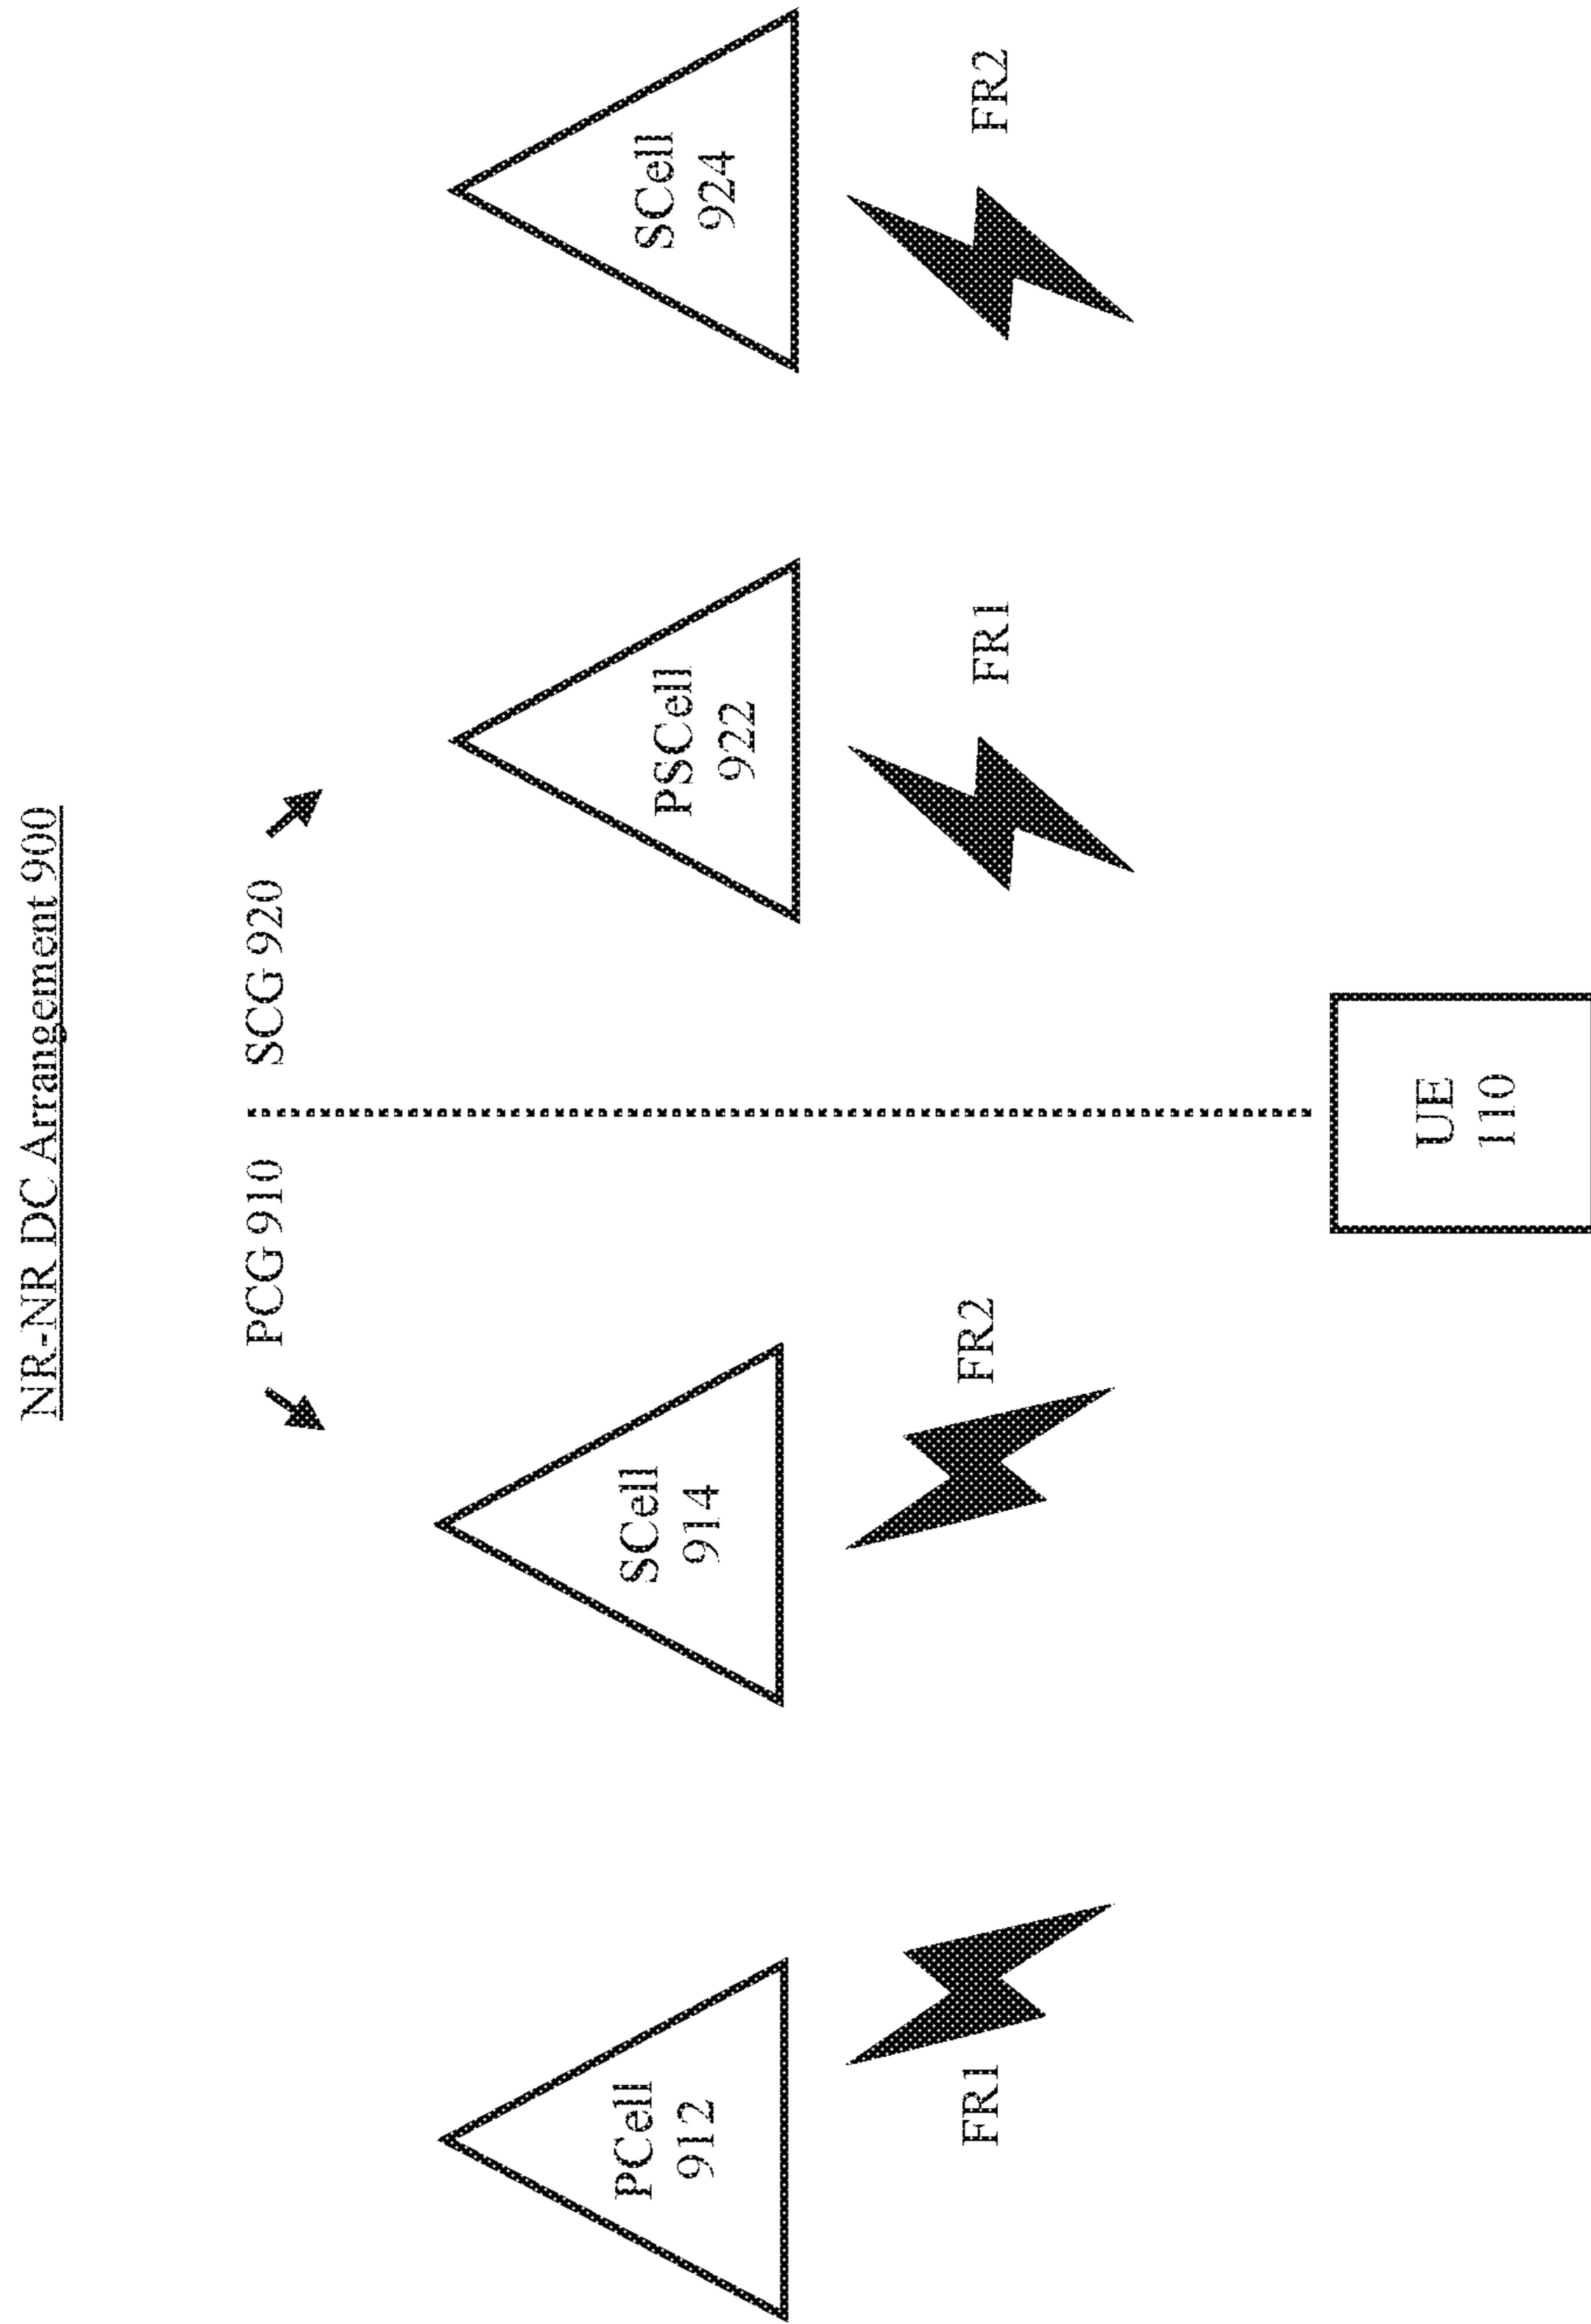 NR-NR DC Arrangement 900
PCG 910
SCG 920
PCell
912
SCell
914
PSCell
922
SCell
924
FR1
FR2
FR1
FR2
UE
110